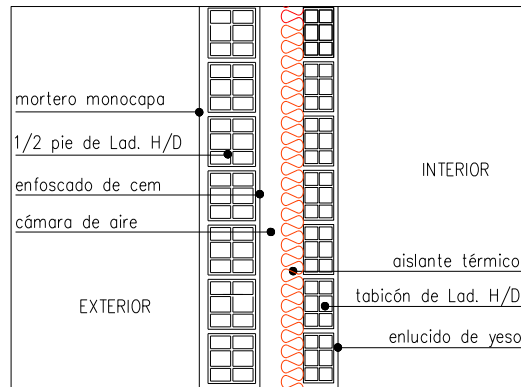 mortero monocapa
1/2 pie de Lad. H/D
INTERIOR
enfoscado de cem
cámara de aire
aislante térmico
tabicón de Lad. H/D
EXTERIOR
enlucido de yeso